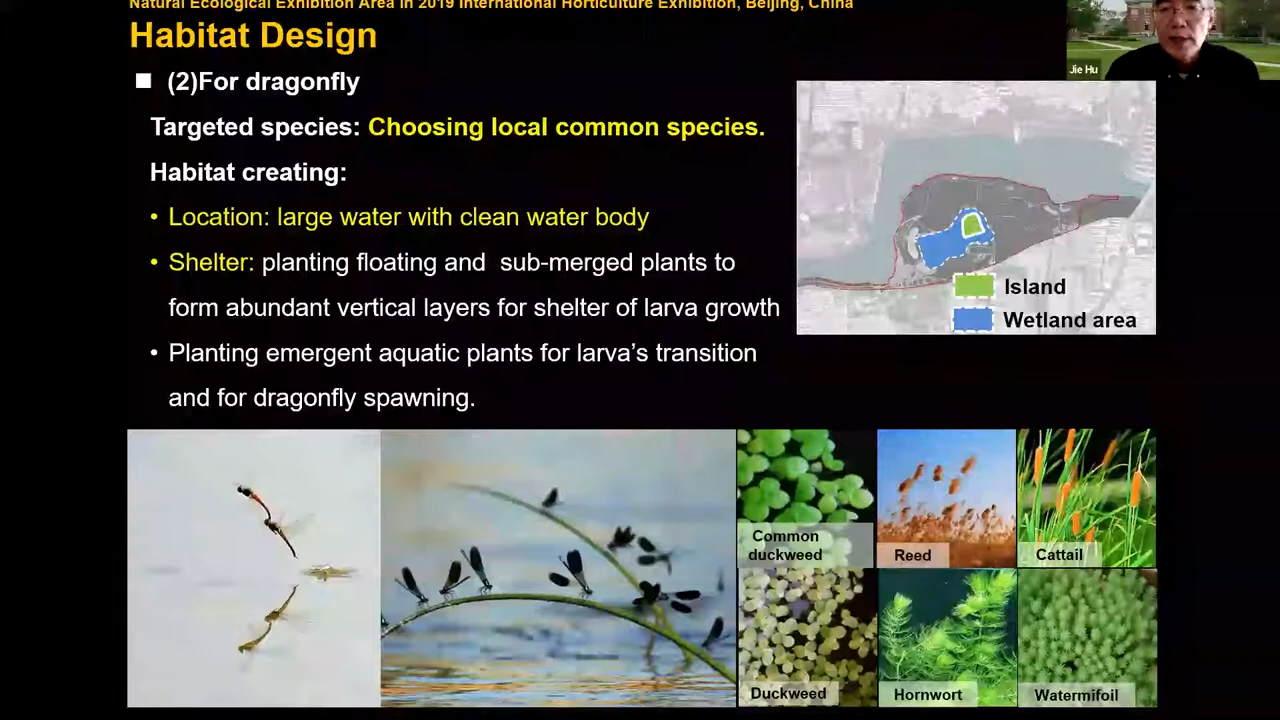 Natural Ecological Exhibition Area in 2019 International Horticulture Exhibition, Beijing, China
Habitat Design
(2)For dragonfly
Targeted species: Choosing local common species.
Habitat creating:
• Location: large water with clean water body
• Shelter: planting floating and sub-merged plants to
form abundant vertical layers for shelter of larva growth
• Planting emergent aquatic plants for larva's transition
and for dragonfly spawning.
Jie Hu
Island
Wetland area
Common
duckweed
Reed
Cattail
Duckweed
Hornwort
Watermifoil